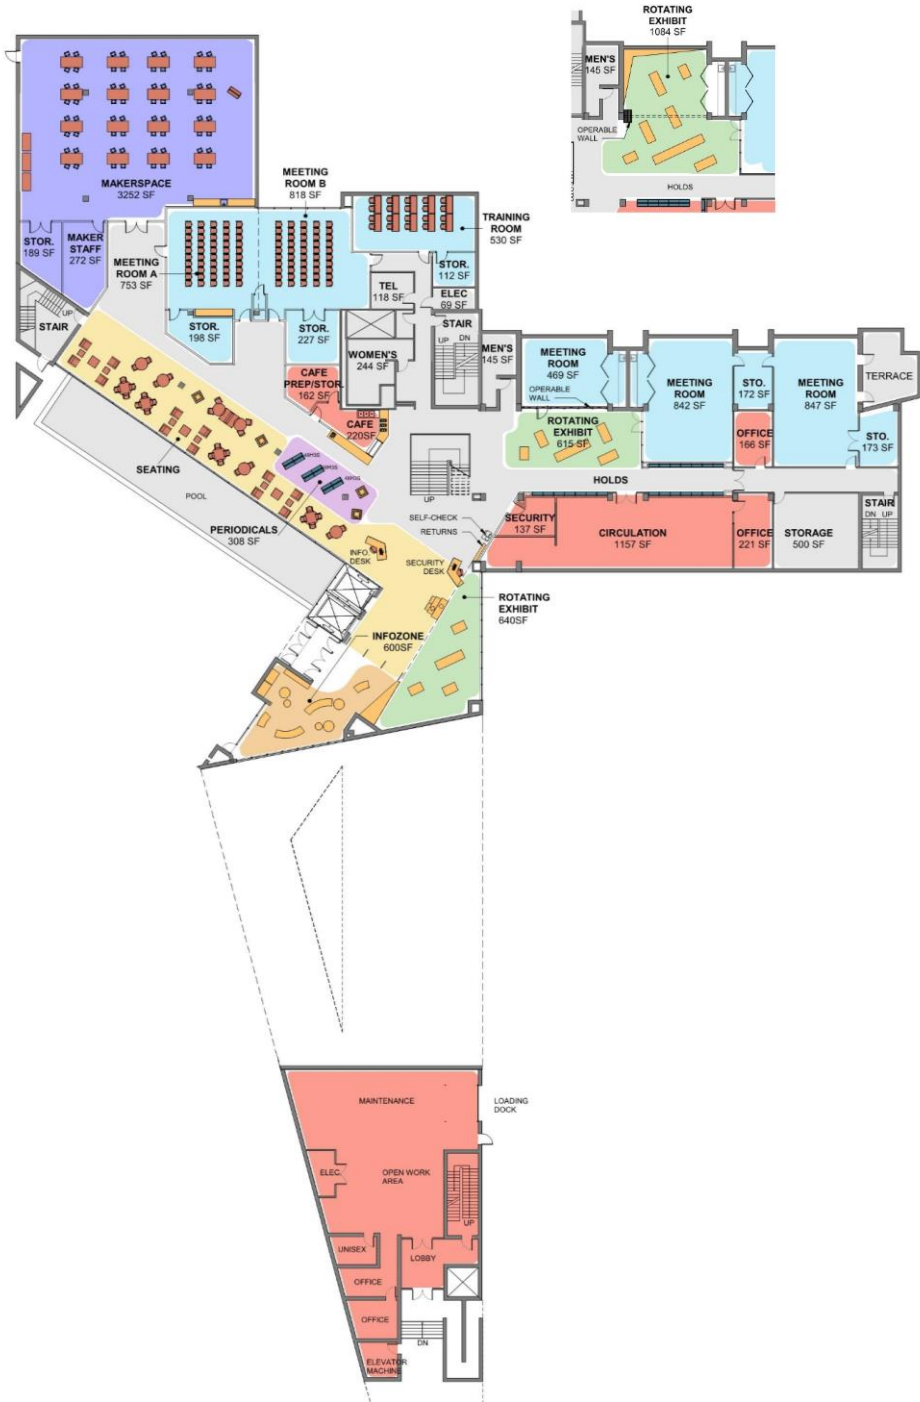 ROTATING
EXHIBIT
1084 SF
MEN'S
145 SF
OPERABLE
WALL
HOLDS
MAKERSPACE
3252 SF
MEETING
ROOM B
818 SF
TRAINING
ROOM
530 SF
STOR.
189 SF
MAKER
STAFF
272 SF
MEETING
ROOM A
753 SF
STOR.
112 SF
TEL
118 SF
ELEC
69 SF
UP
STAIR
STOR.
198 SF
STOR.
227 SF
WOMEN'S
244 SF
STAIR
UP
DN
MEN'S
145 SF
MEETING
ROOM
469 SF
OPERABLE
WALL
MEETING
ROOM
842 SF
STO.
172 SF
MEETING
ROOM
847 SF
TERRACE
CAFE
PREP/STOR.
162 SF
CAFE
220SF
ROTATING
EXHIBIT
615 SF
OFFICE
166 SF
STO.
173 SF
SEATING
POOL
PERIODICALS
308 SF
UP
HOLDS
SELF-CHECK
RETURNS
SECURITY
137 SF
CIRCULATION
1157 SF
OFFICE
221 SF
STORAGE
500 SF
STAIR
DN UP
INFO.
DESK
SECURITY
DESK
ROTATING
EXHIBIT
640SF
INFOZONE
600SF
MAINTENANCE
LOADING
DOCK
ELEC.
OPEN WORK
AREA
UP
UNISEX
LOBBY
OFFICE
OFFICE
DN
ELEVATOR
MACHINE